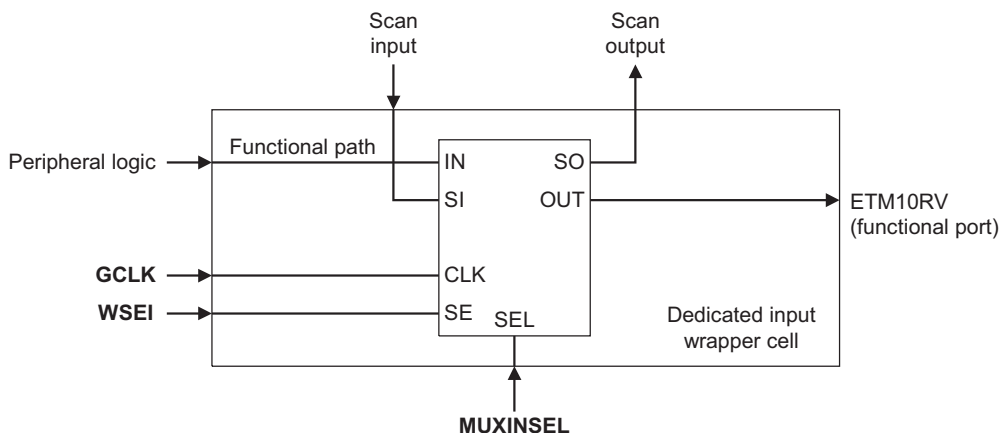 Scan
input
Scan
output
Peripheral logic
Functional path
IN
SO
SI
OUT
ETM10RV
(functional port)
GCLK
CLK
WSEI
SE
SEL
Dedicated input
wrapper cell
MUXINSEL